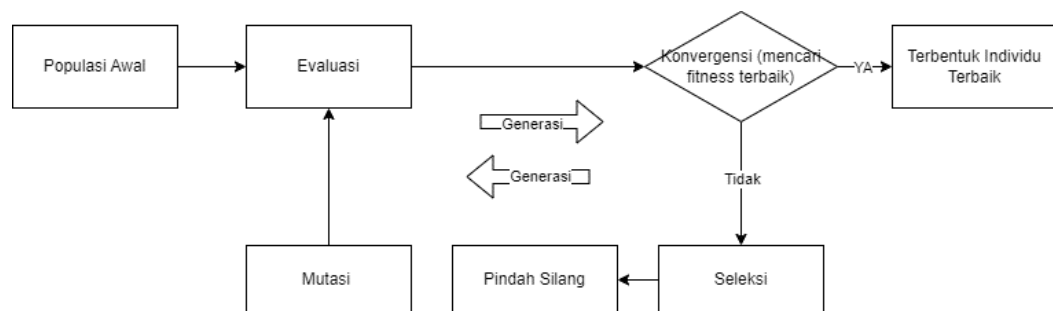 Populasi Awal
Evaluasi
Konvergensi (mencari
fitness terbaik)
YA
Terbentuk Individu
Terbaik
Generasi
Generasi
Tidak
Mutasi
Pindah Silang
Seleksi